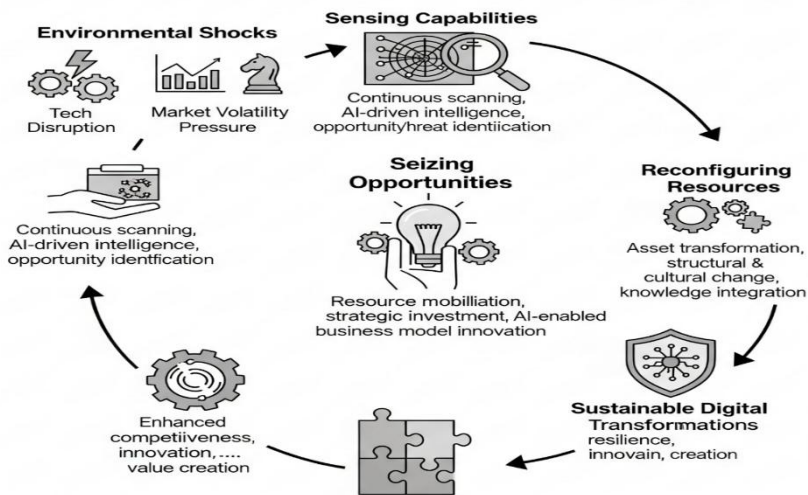 Environmental Shocks
Tech
Disruption
Market Volatility
Pressure
Sensing Capabilities
Continuous scanning,
AI-driven intelligence,
opportunity/hreat identiication
Seizing
Opportunities
Resource mobilliation,
strategic investment, AI-enabled
business model innovation
Reconfiguring
Resources
Asset transformation,
structural &
cultural change,
knowledge integration
Sustainable Digital
Transformations
resilience,
innovain, creation
Enhanced
competiiveness,
innovation,....
value creation
Continuous scanning,
AI-driven intelligence,
opportunity identfication